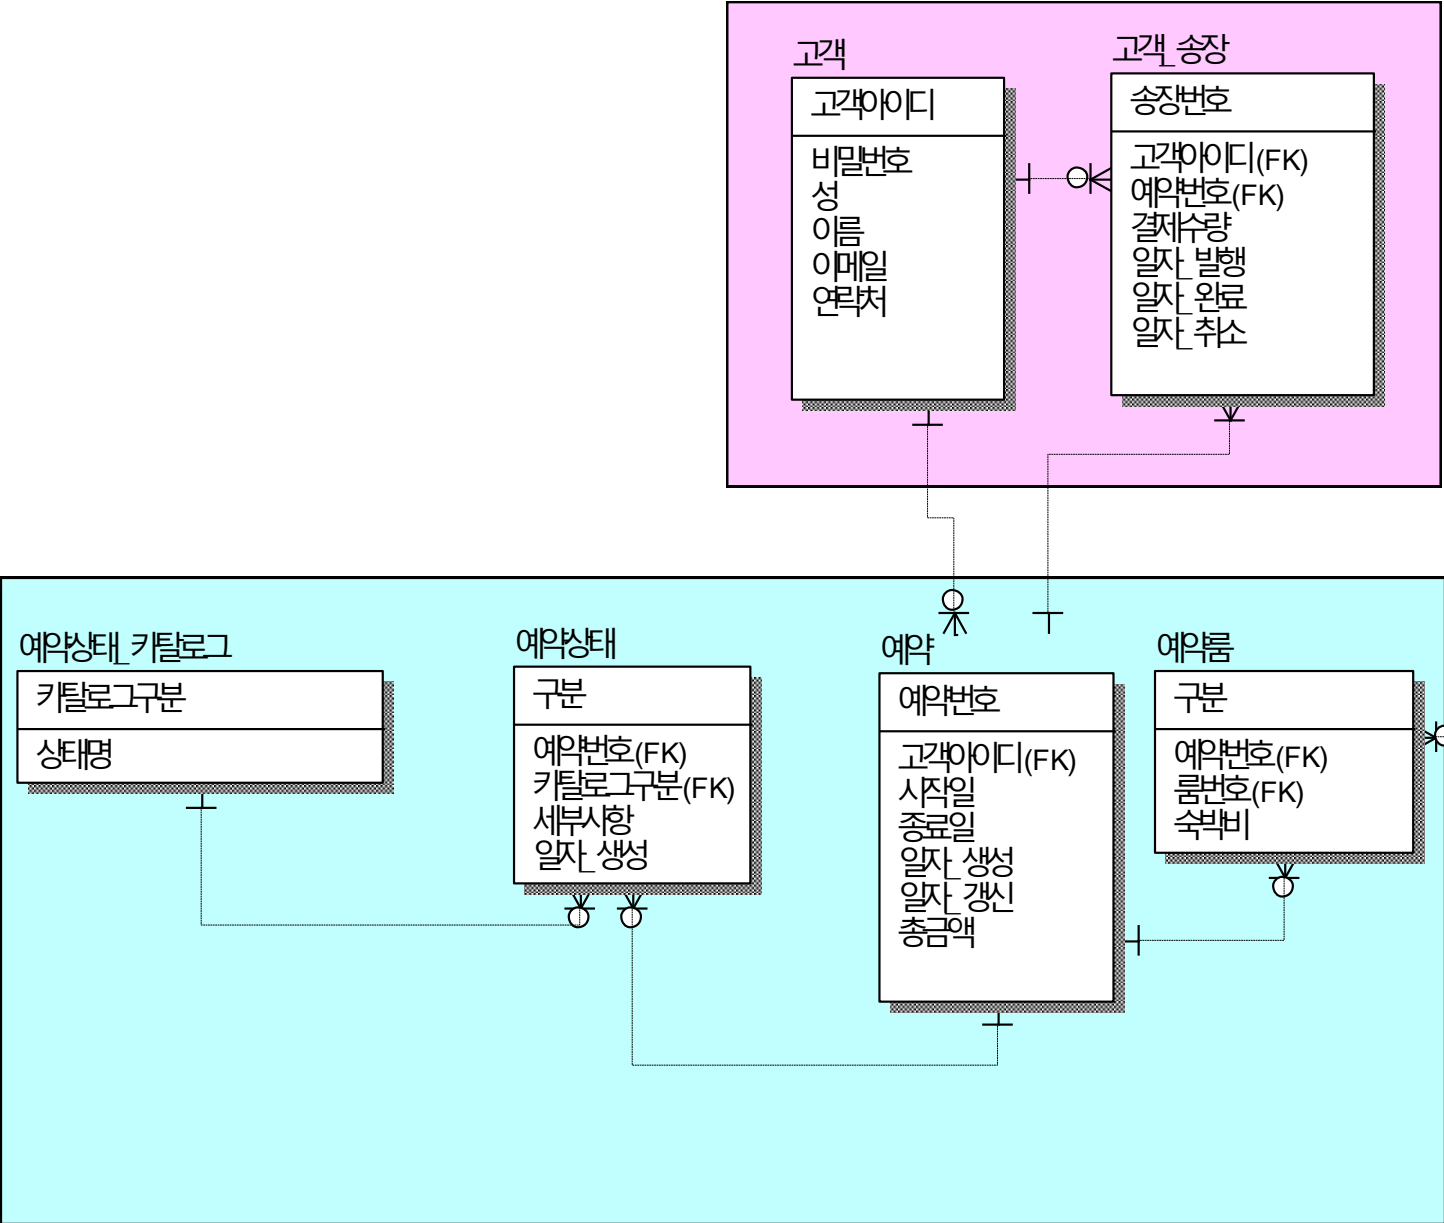 고객
고객아이디
비밀번호
성
이름
이메일
연락처
고객_송장
송장번호
고객아이디(FK)
예약번호(FK)
결제수량
일자_발행
일자_완료
일자_취소
예약상태_카탈로그
카탈로그구분
상태명
예약상태
구분
예약번호(FK)
카탈로그구분(FK)
세부사항
일자_생성
예약
예약번호
고객아이디(FK)
시작일
종료일
일자_생성
일자_갱신
총금액
예약룸
구분
예약번호(FK)
룸번호(FK)
숙박비